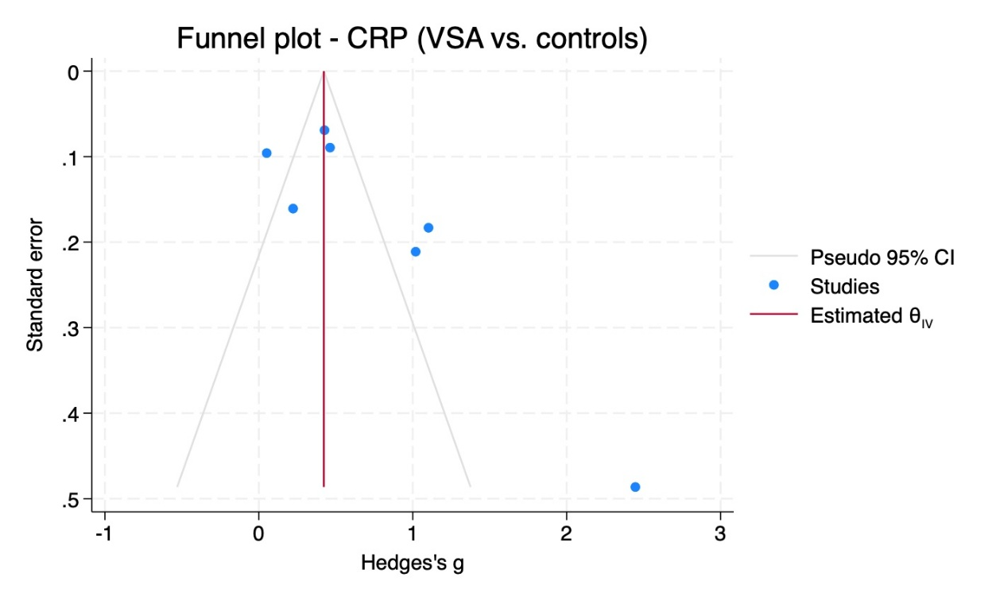 Funnel plot - CRP (VSA vs. controls)
0
.1
.2
.3
.4
.5
Standard error
-1 0 1 2 3
Hedges's g
Pseudo 95% CI
Studies
Estimated θIV